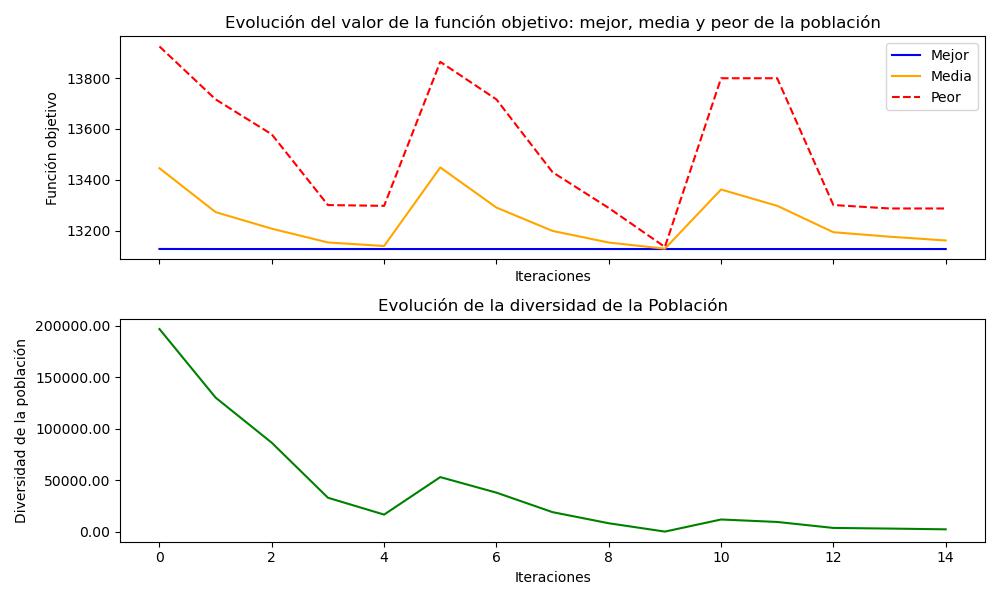 Evolución del valor de la función objetivo: mejor, media y peor de la población
Función objetivo
13800
13600
13400
13200
Mejor
Media
Peor
Iteraciones
Evolución de la diversidad de la Población
Diversidad de la población
200000.00
150000.00
100000.00
50000.00
0.00
0 2 4 6 8 10 12 14
Iteraciones